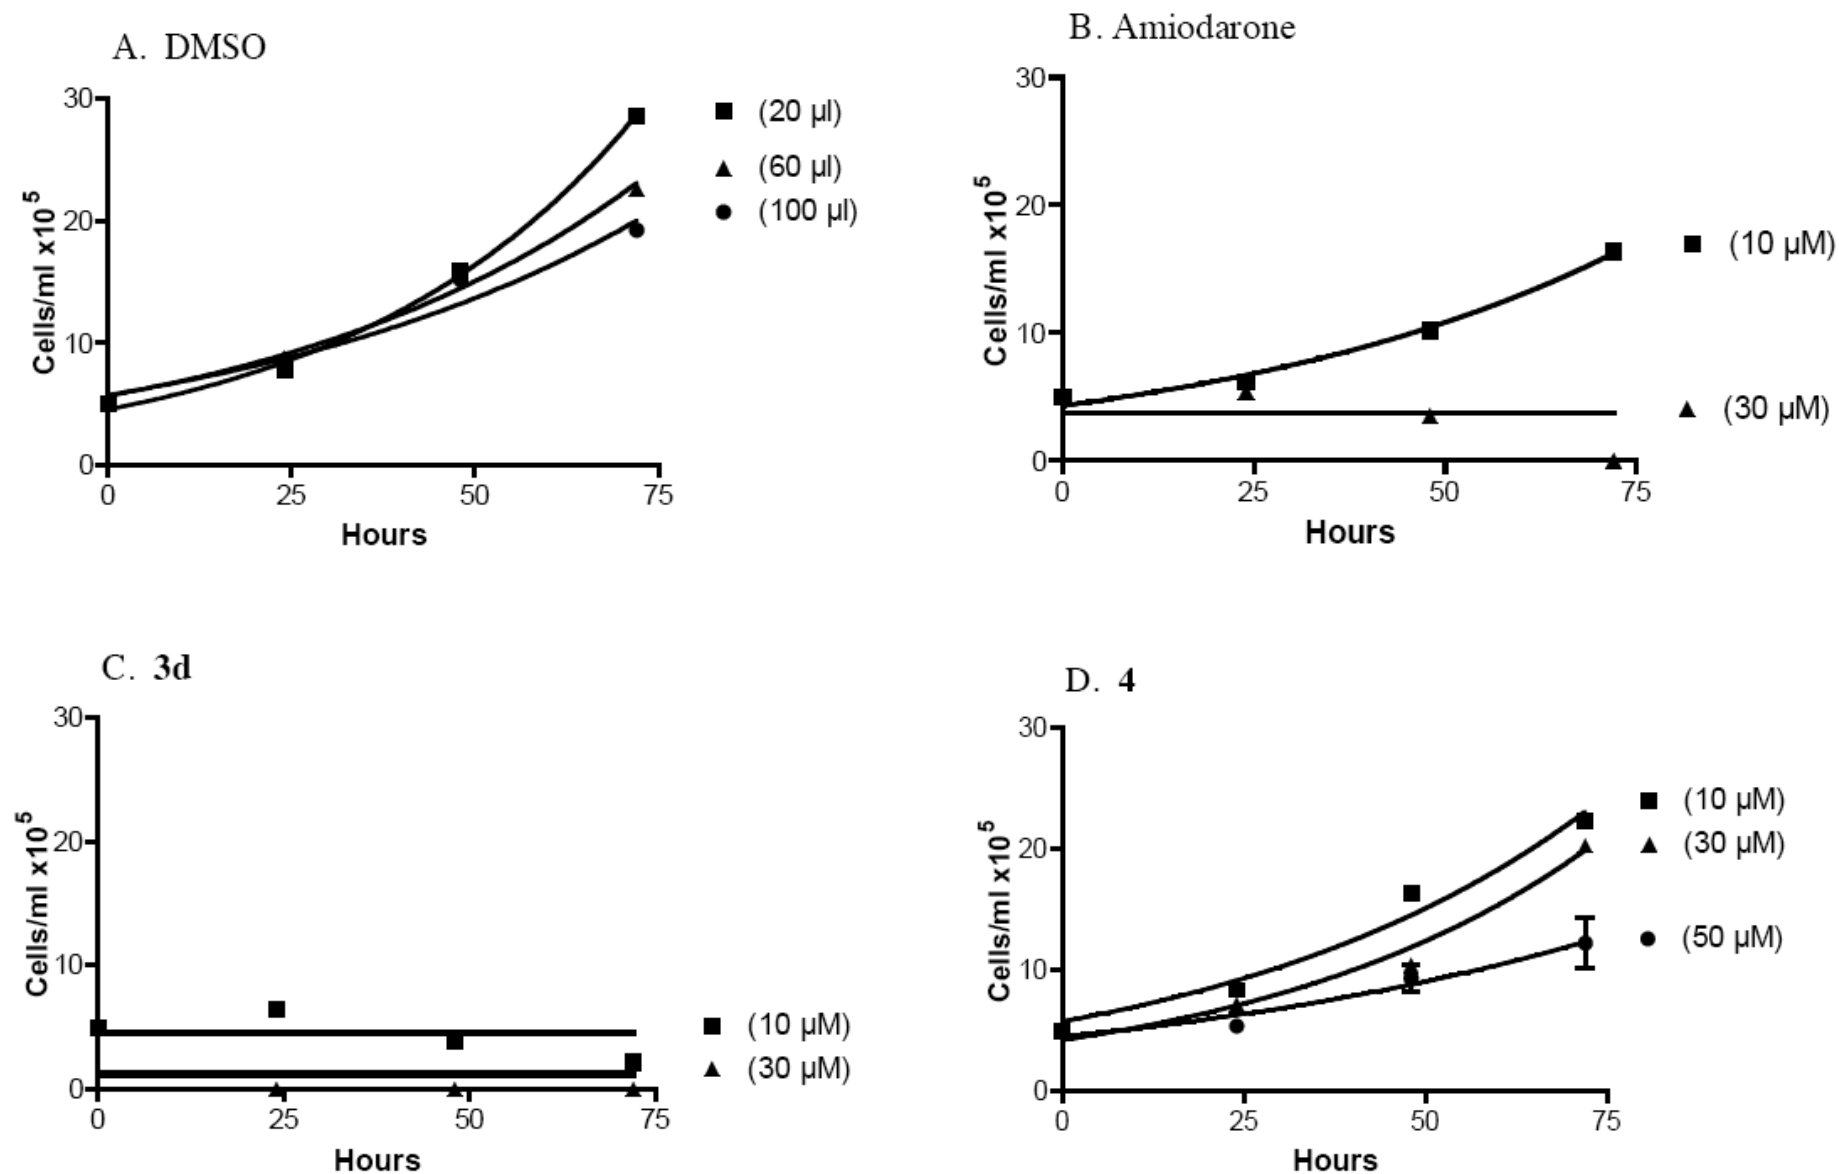 A. DMSO
30
20
10
0
0 25 50 75
Cells/ml x10^5
Hours
(20 µl)
(60 µl)
(100 µl)
B. Amiodarone
30
20
10
0
0 25 50 75
Cells/ml x10^5
Hours
(10 µM)
(30 µM)
C. 3d
30
20
10
0
0 25 50 75
Cells/ml x10^5
Hours
(10 µM)
(30 µM)
D. 4
30
20
10
0
0 25 50 75
Cells/ml x10^5
Hours
(10 µM)
(30 µM)
(50 µM)